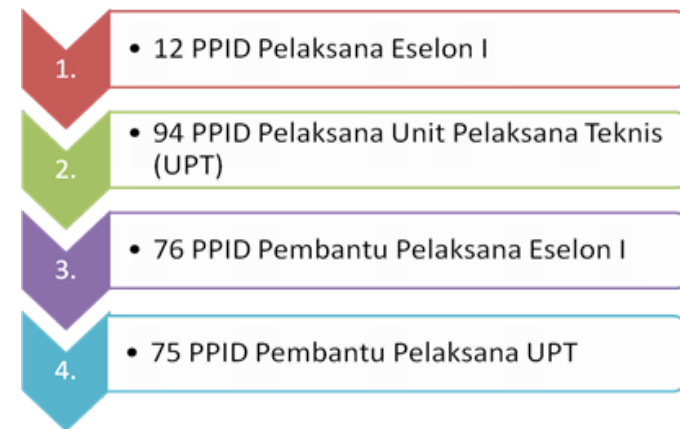 1.
• 12 PPID Pelaksana Eselon I
2.
• 94 PPID Pelaksana Unit Pelaksana Teknis
(UPT)
3.
• 76 PPID Pembantu Pelaksana Eselon I
4.
• 75 PPID Pembantu Pelaksana UPT